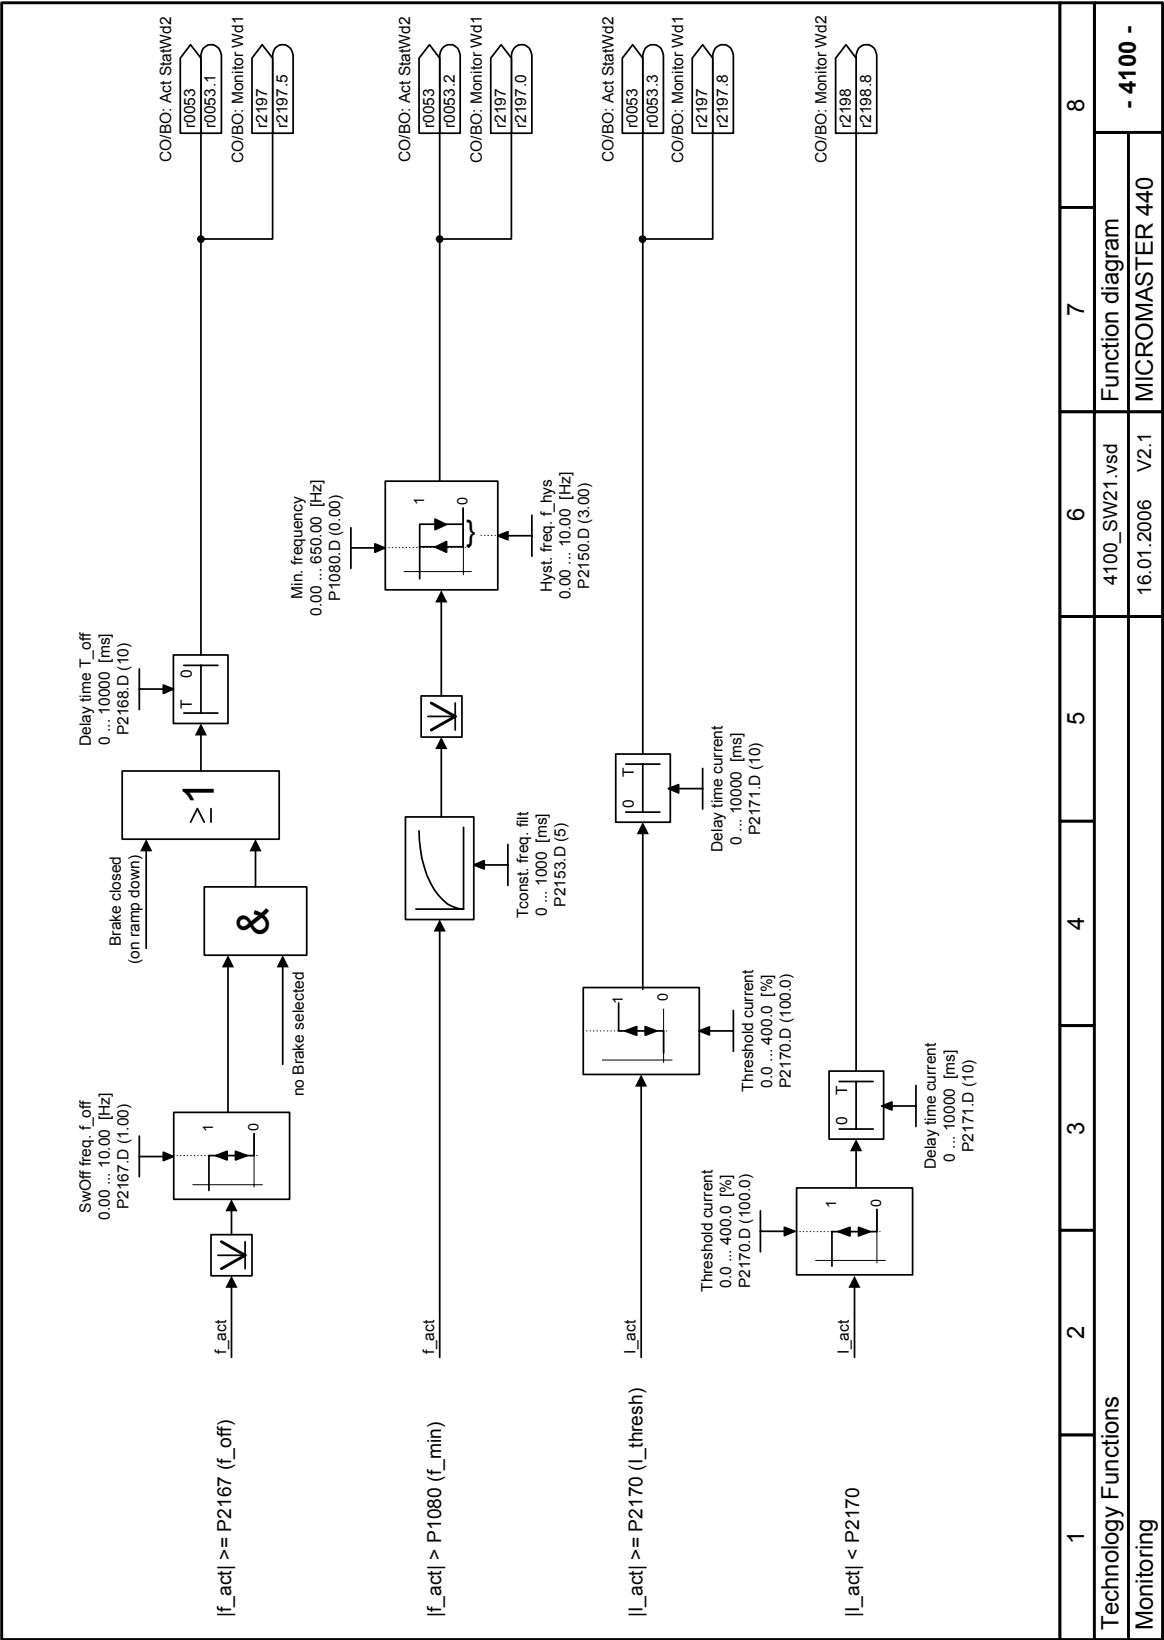 |f_act| >= P2167 (f_off)
f_act
SwOff freq. f_off
0.00 ... 10.00 [Hz]
P2167.D (1.00)
1
0
no Brake selected
&
Brake closed
(on ramp down)
≥1
Delay time T_off
0 ... 10000 [ms]
P2168.D (10)
T 0
CO/BO: Act StatWd2
r0053
r0053.1
CO/BO: Monitor Wd1
r2197
r2197.5
|f_act| > P1080 (f_min)
f_act
Tconst. freq. filt
0 ... 1000 [ms]
P2153.D (5)
Min. frequency
0.00 ... 650.00 [Hz]
P1080.D (0.00)
1
0
}
Hyst. freq. f_hys
0.00 ... 10.00 [Hz]
P2150.D (3.00)
CO/BO: Act StatWd2
r0053
r0053.2
CO/BO: Monitor Wd1
r2197
r2197.0
|I_act| >= P2170 (I_thresh)
I_act
1
0
Threshold current
0.0 ... 400.0 [%]
P2170.D (100.0)
0 T
Delay time current
0 ... 10000 [ms]
P2171.D (10)
CO/BO: Act StatWd2
r0053
r0053.3
CO/BO: Monitor Wd1
r2197
r2197.8
|I_act| < P2170
I_act
Threshold current
0.0 ... 400.0 [%]
P2170.D (100.0)
1
0
0 T
Delay time current
0 ... 10000 [ms]
P2171.D (10)
CO/BO: Monitor Wd2
r2198
r2198.8
1 2 3 4 5 6 7 8
Technology Functions 4100_SW21.vsd Function diagram
- 4100 -
Monitoring 16.01.2006 V2.1 MICROMASTER 440